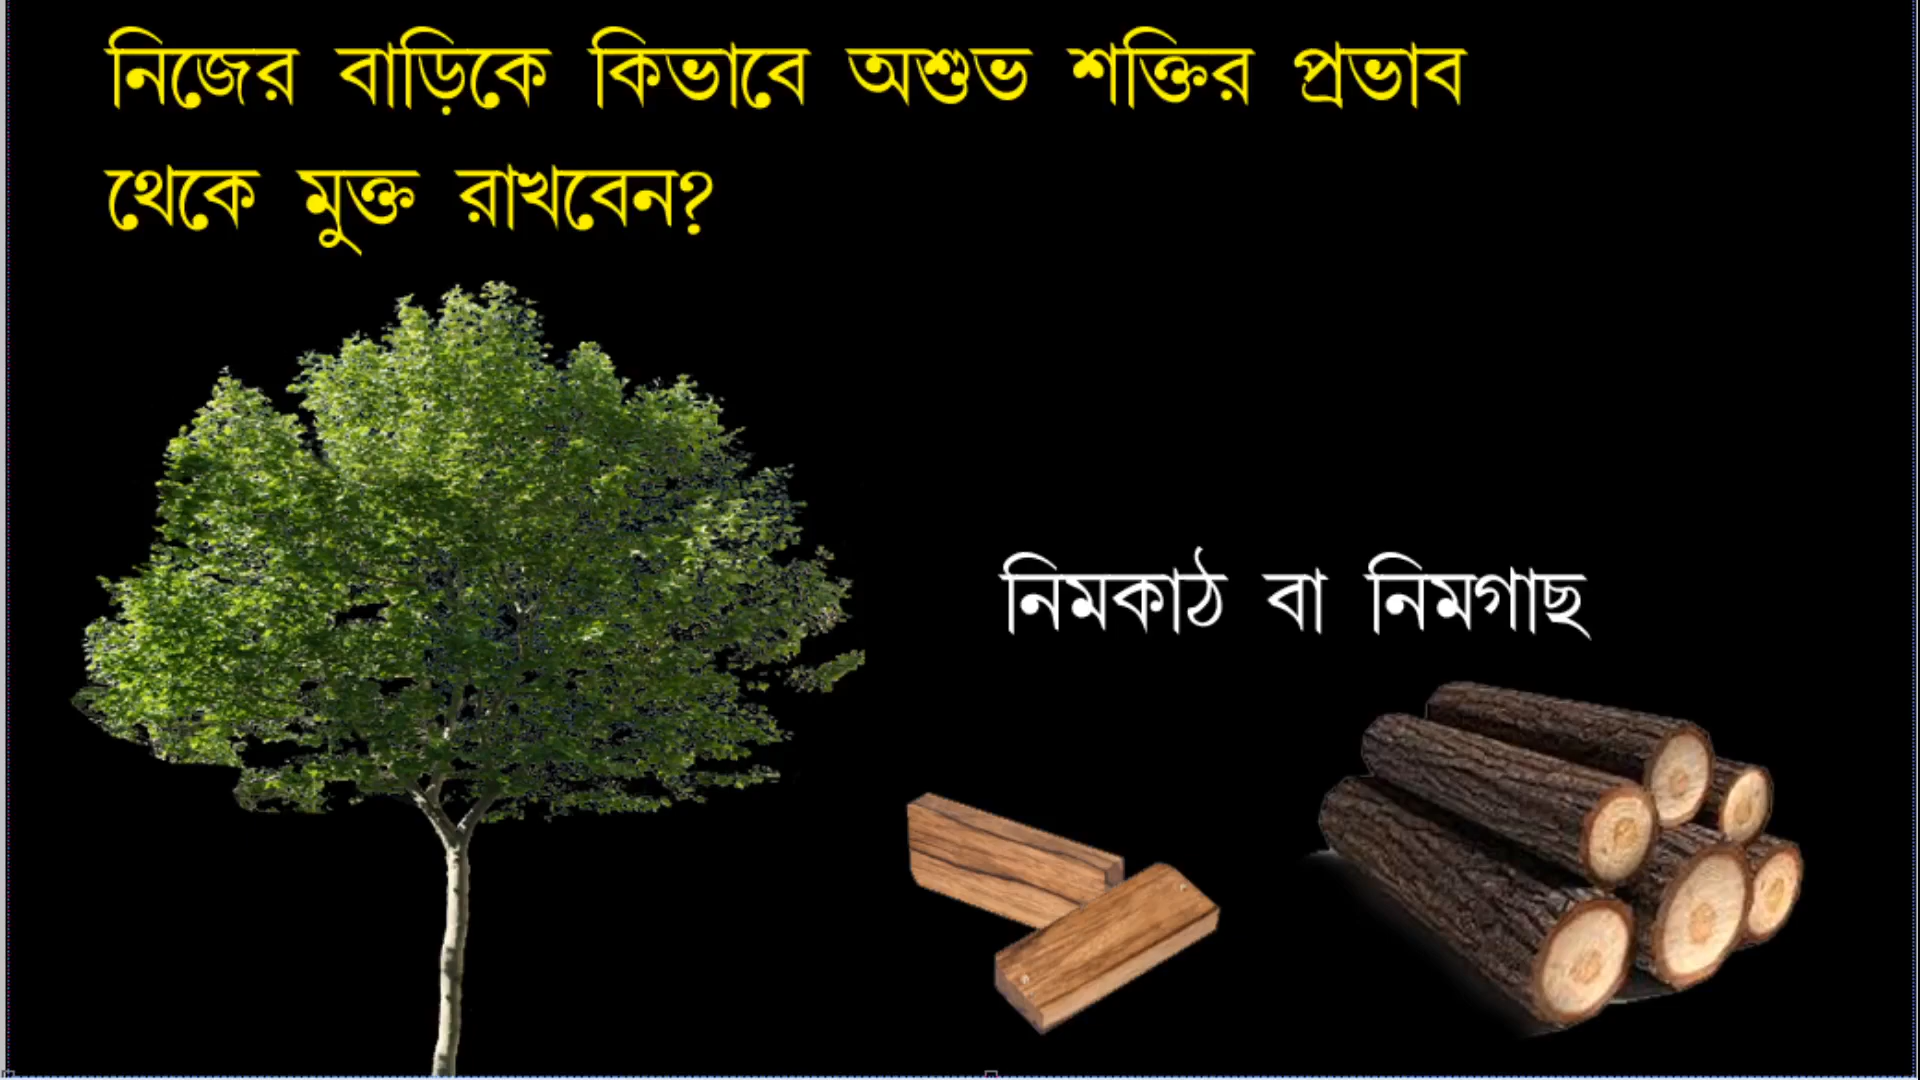 নিজের বাড়িকে কিভাবে অশুভ শক্তির প্রভাব
থেকে মুক্ত রাখবেন?
নিমকাঠ বা নিমগাছ